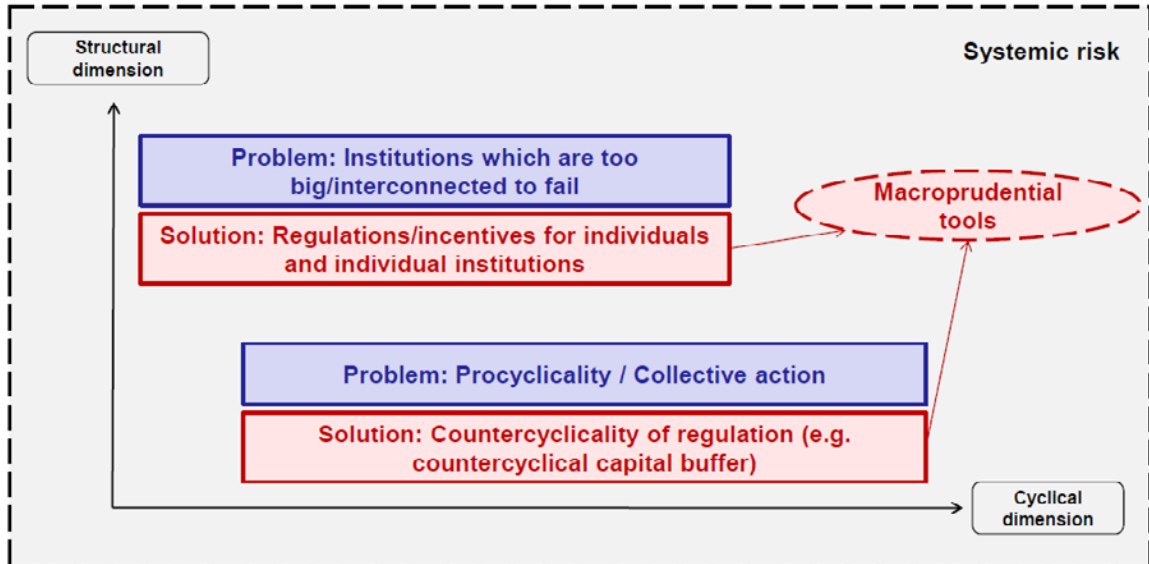 Structural
dimension
Systemic risk
Problem: Institutions which are too
big/interconnected to fail
Macroprudential
tools
Solution: Regulations/incentives for individuals
and individual institutions
Problem: Procyclicality / Collective action
Solution: Countercyclicality of regulation (e.g.
countercyclical capital buffer)
Cyclical
dimension